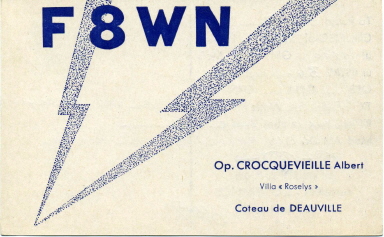 F8WN
Op. CROCQUEVIEILLE Albert
Villa « Roselys »
Coteau de DEAUVILLE